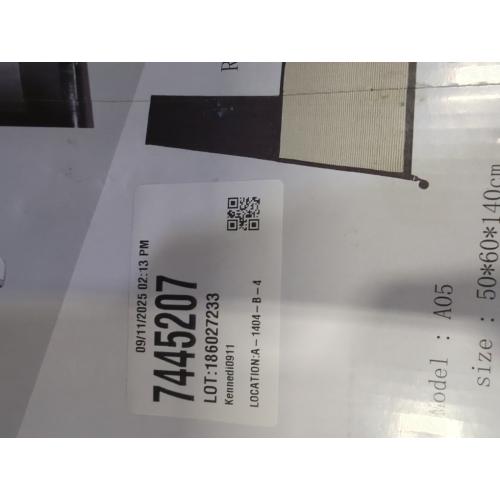 09/11/2025 02:13 PM
7445207
LOT:186027233
Kennedi0911
LOCATION:A-1404-B-4
R
Model : A05
size : 50*60*140cm